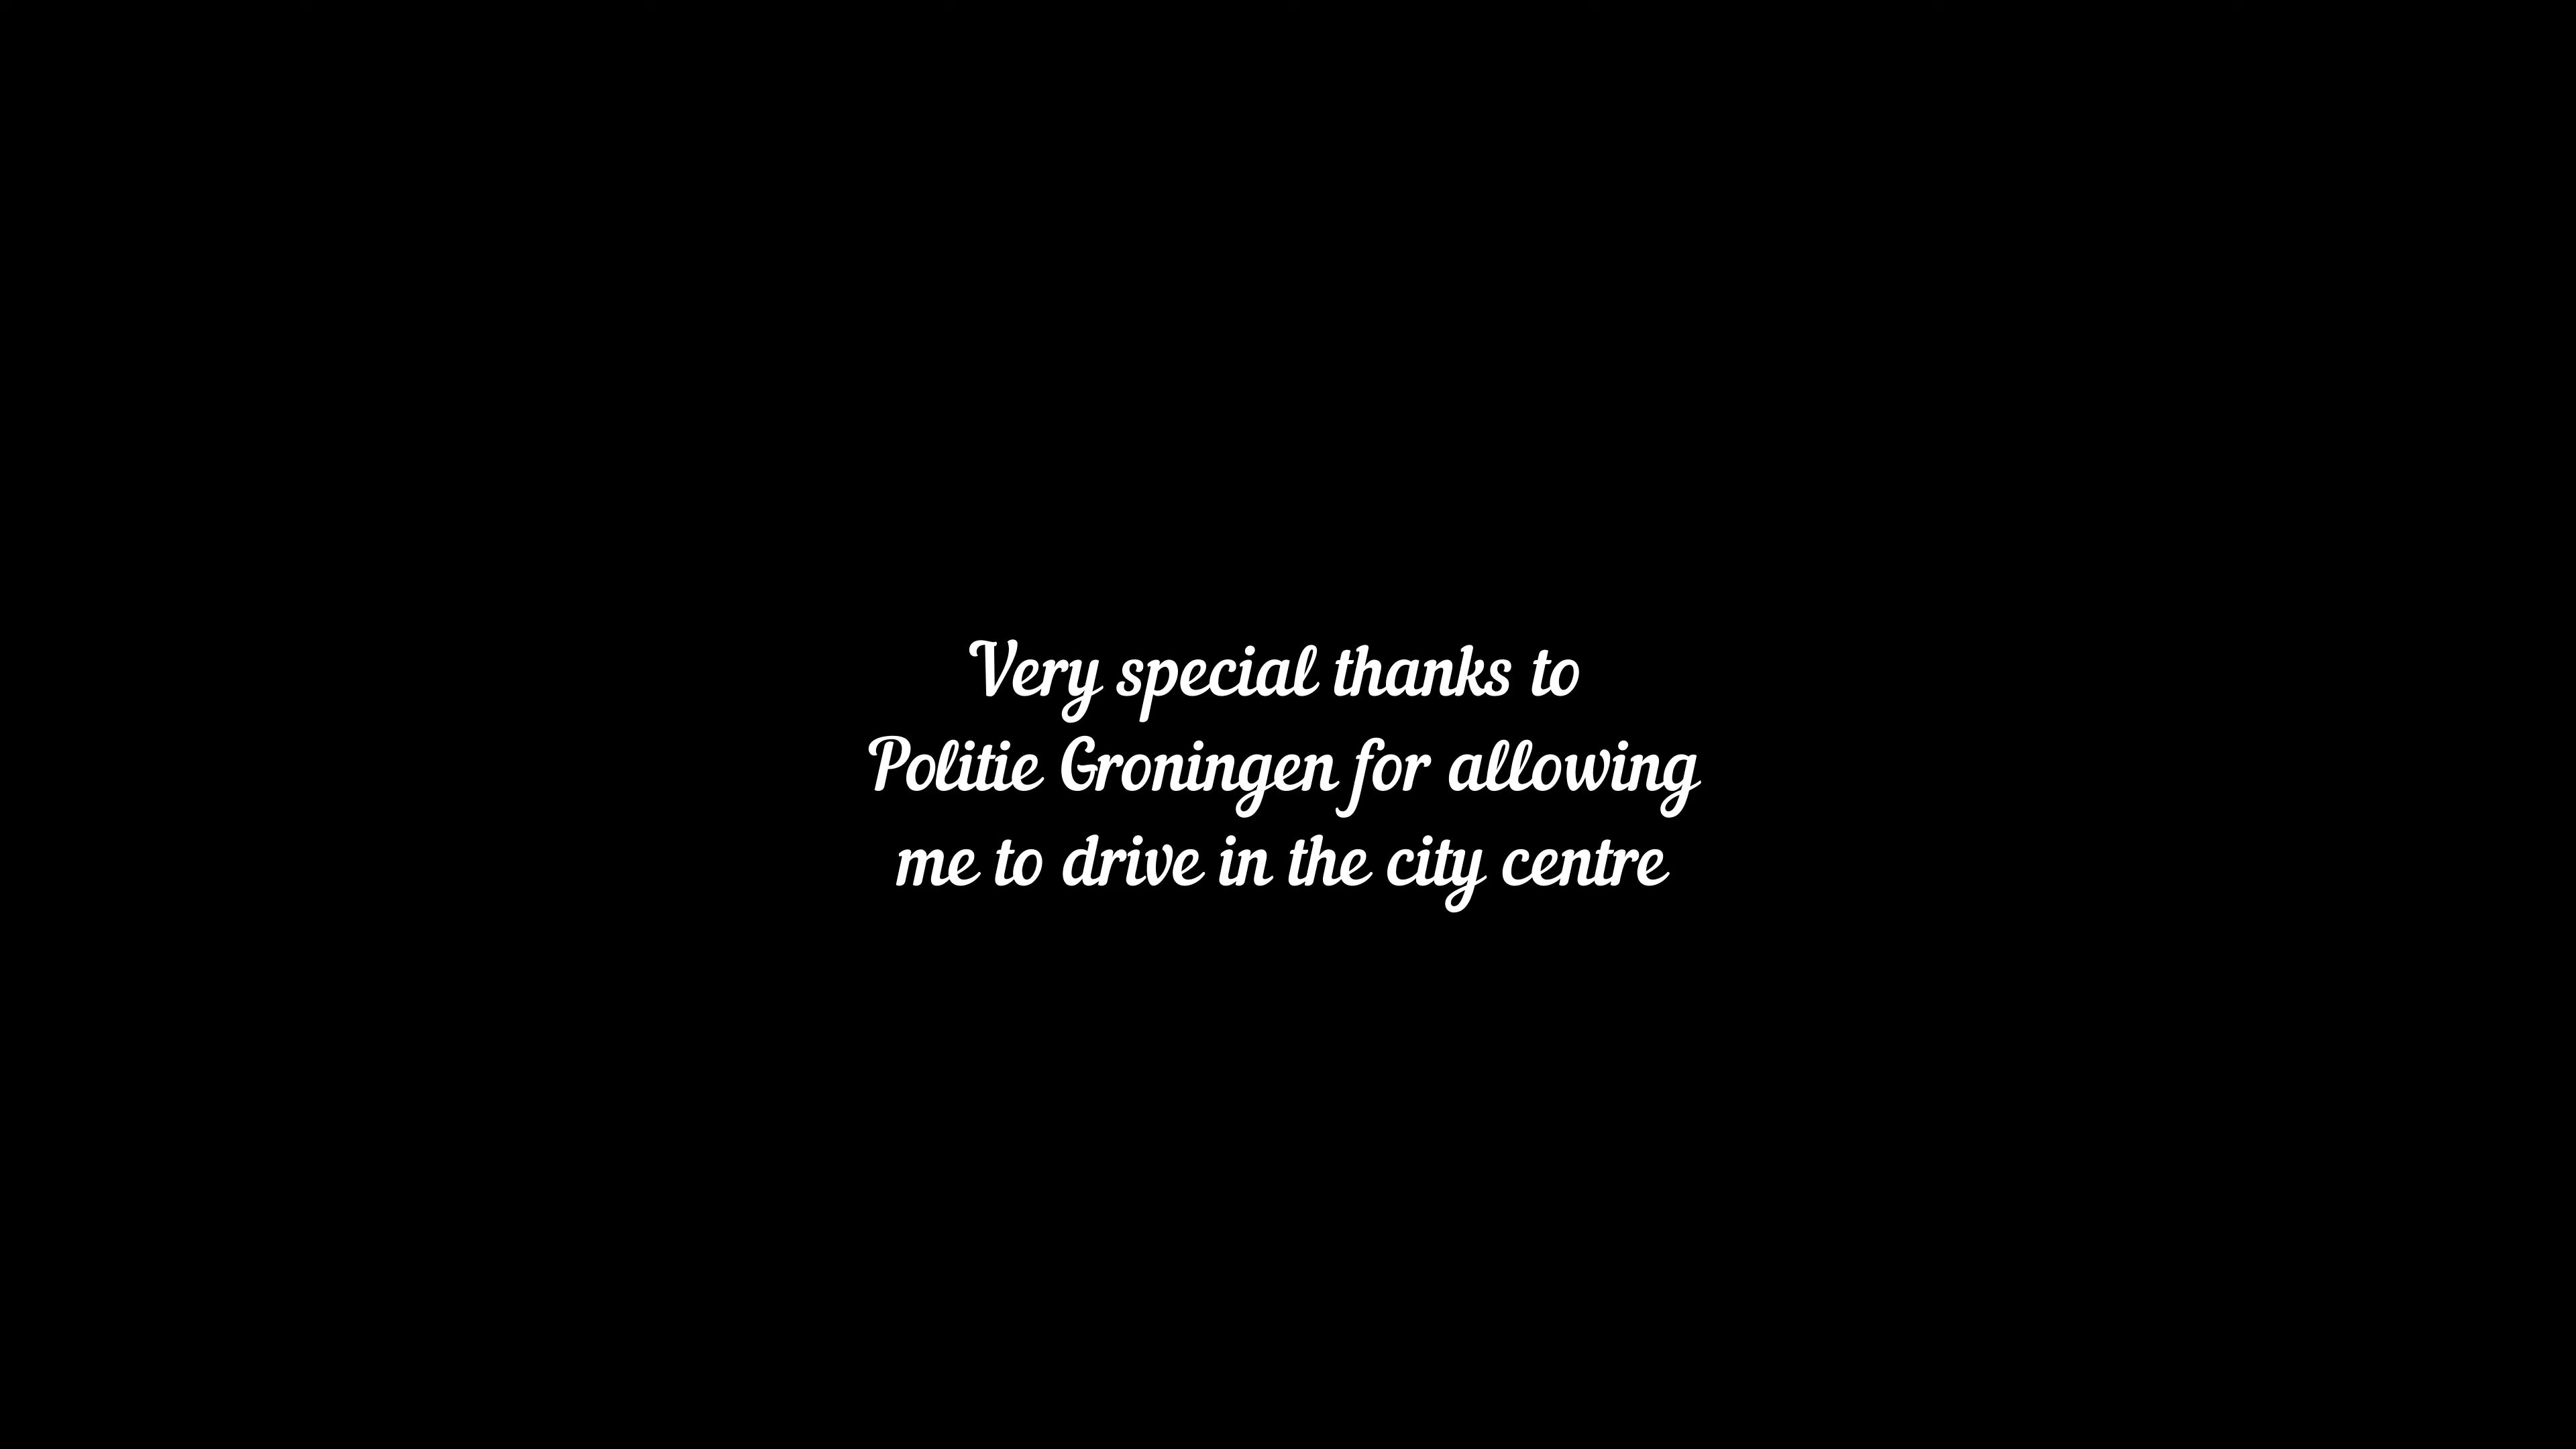 Very special thanks to
Politie Groningen for allowing
me to drive in the city centre